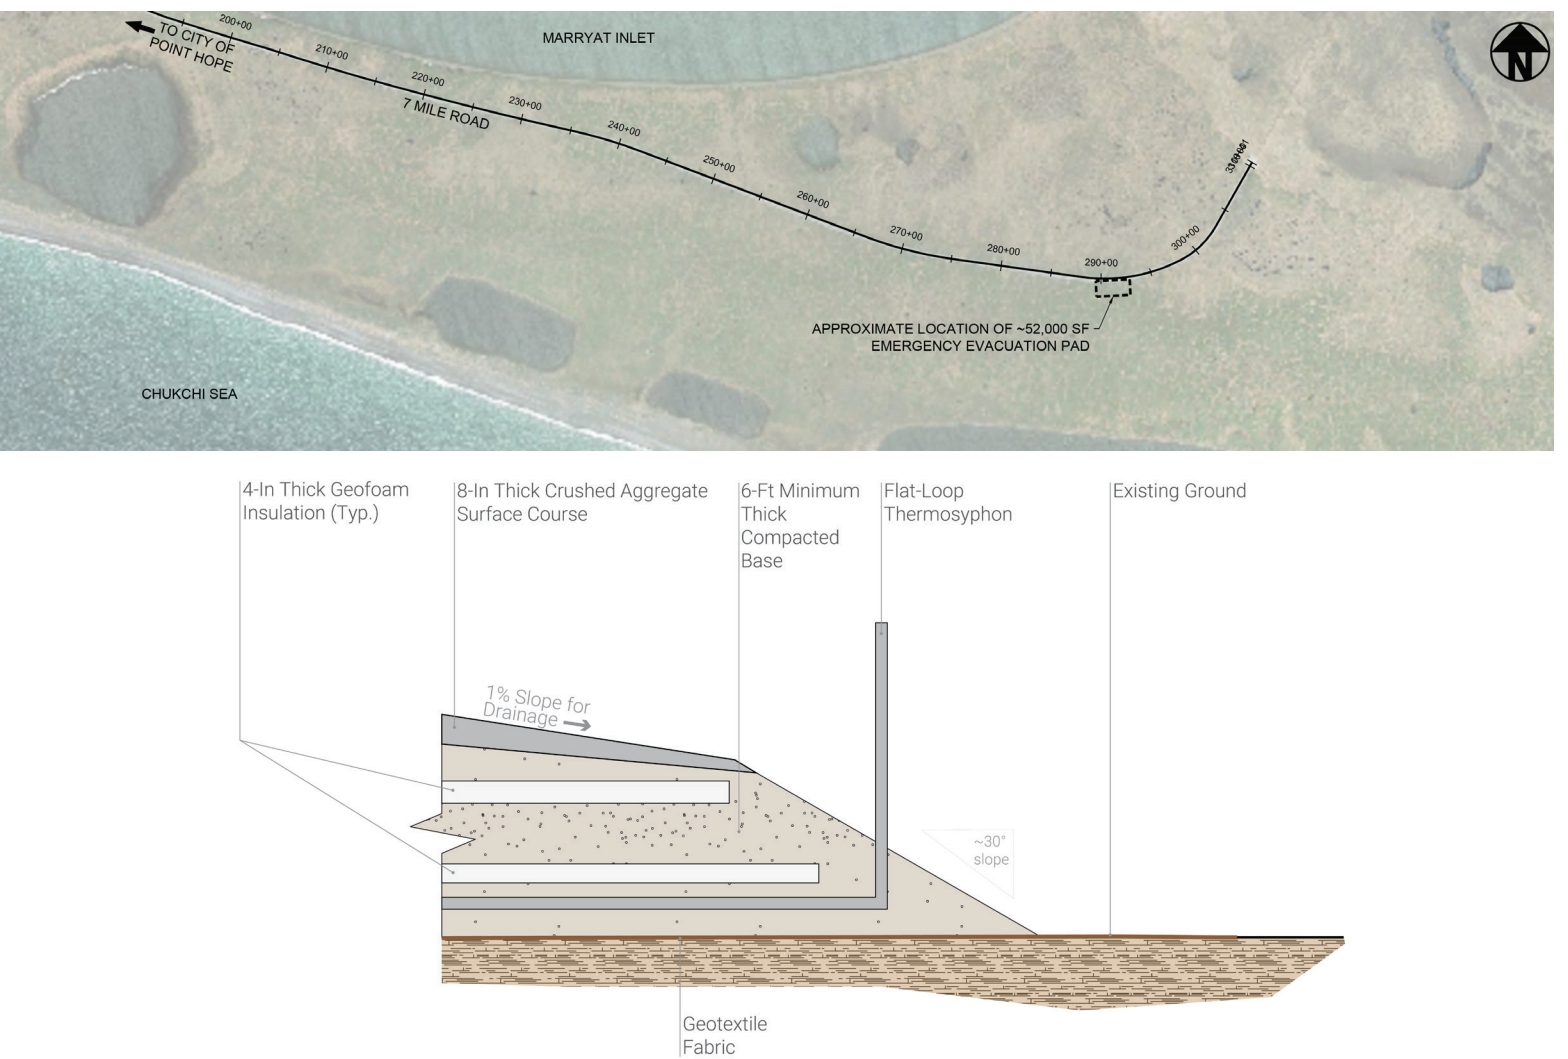 MARRYAT INLET
N
TO CITY OF
POINT HOPE
7 MILE ROAD
200+00
210+00
220+00
230+00
240+00
250+00
260+00
270+00
280+00
290+00
300+00
APPROXIMATE LOCATION OF ~52,000 SF
EMERGENCY EVACUATION PAD
CHUKCHI SEA
4-In Thick Geofoam
Insulation (Typ.)
8-In Thick Crushed Aggregate
Surface Course
6-Ft Minimum
Thick
Compacted
Base
Flat-Loop
Thermosyphon
Existing Ground
1% Slope for
Drainage
~30°
slope
Geotextile
Fabric